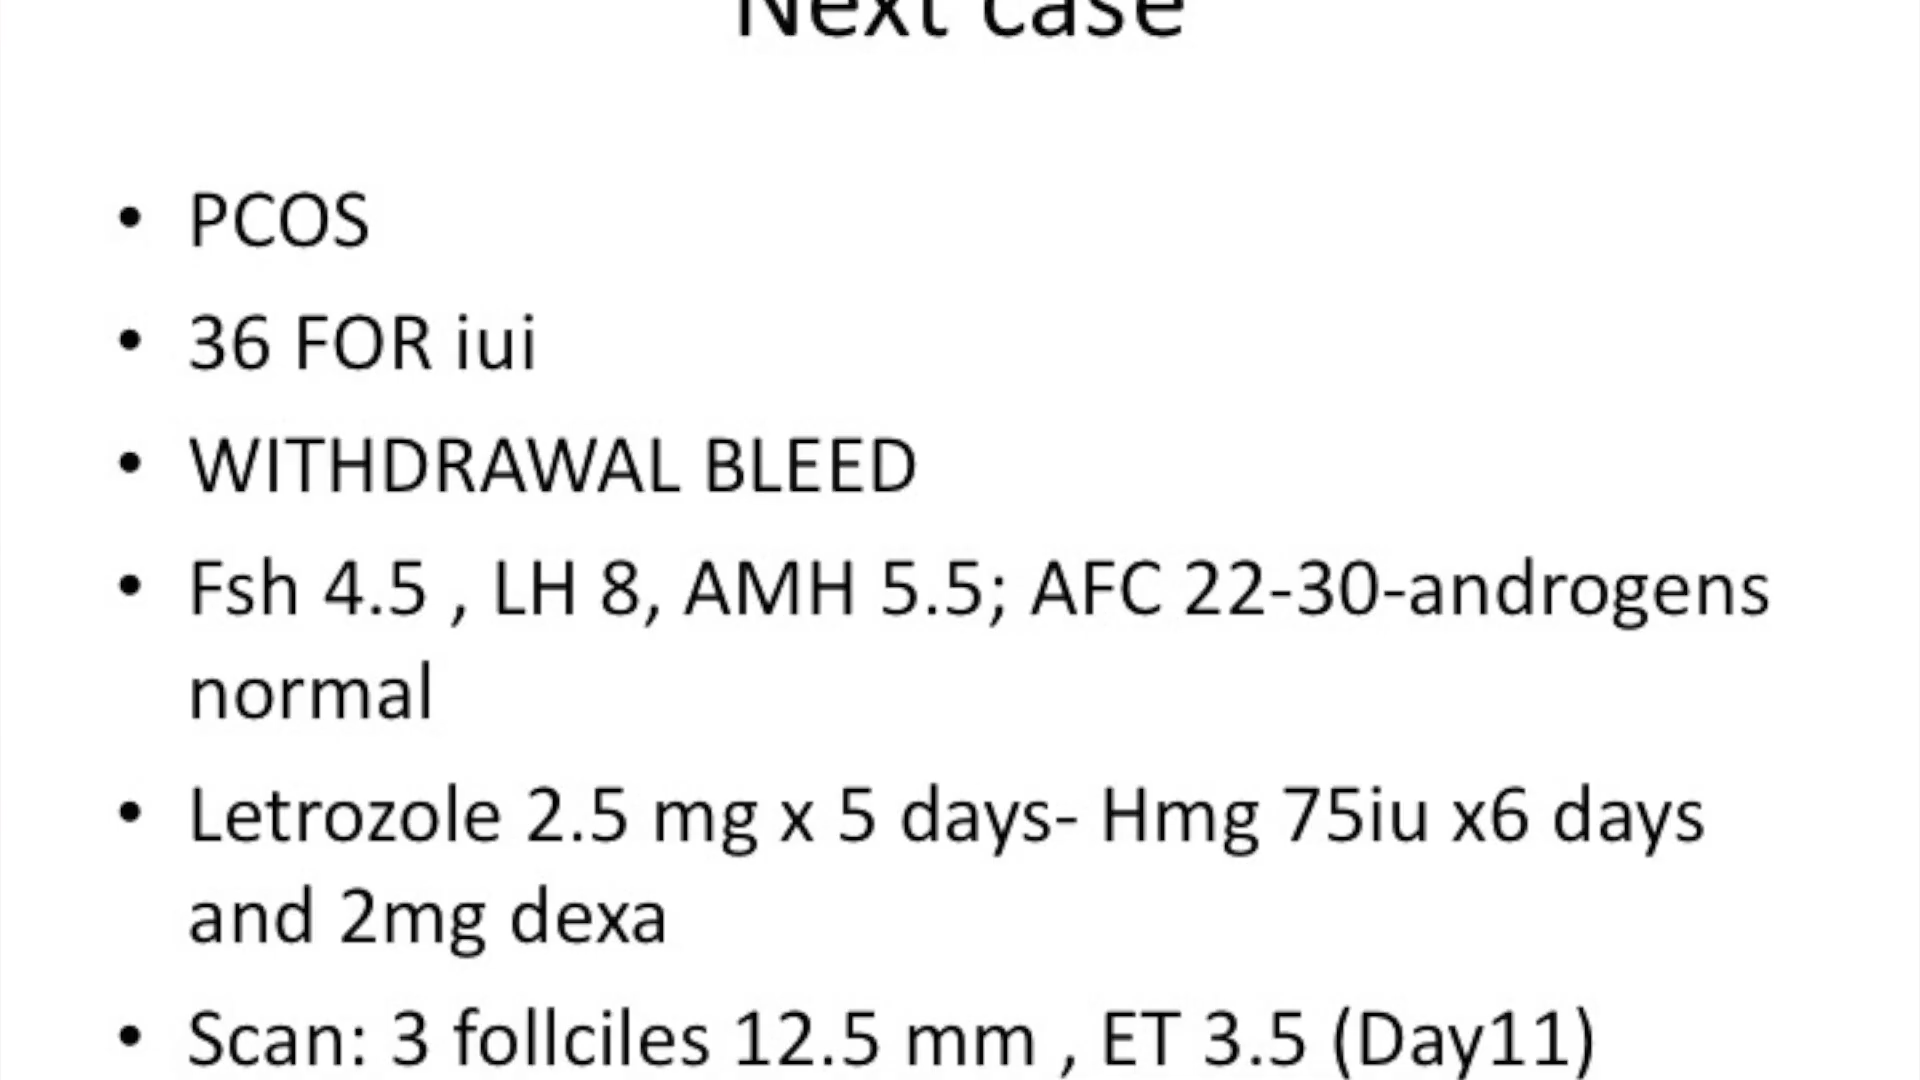 Next case
• PCOS
• 36 FOR iui
• WITHDRAWAL BLEED
• Fsh 4.5 , LH 8, AMH 5.5; AFC 22-30-androgens
normal
• Letrozole 2.5 mg x 5 days- Hmg 75iu x6 days
and 2mg dexa
• Scan: 3 follciles 12.5 mm , ET 3.5 (Day11)